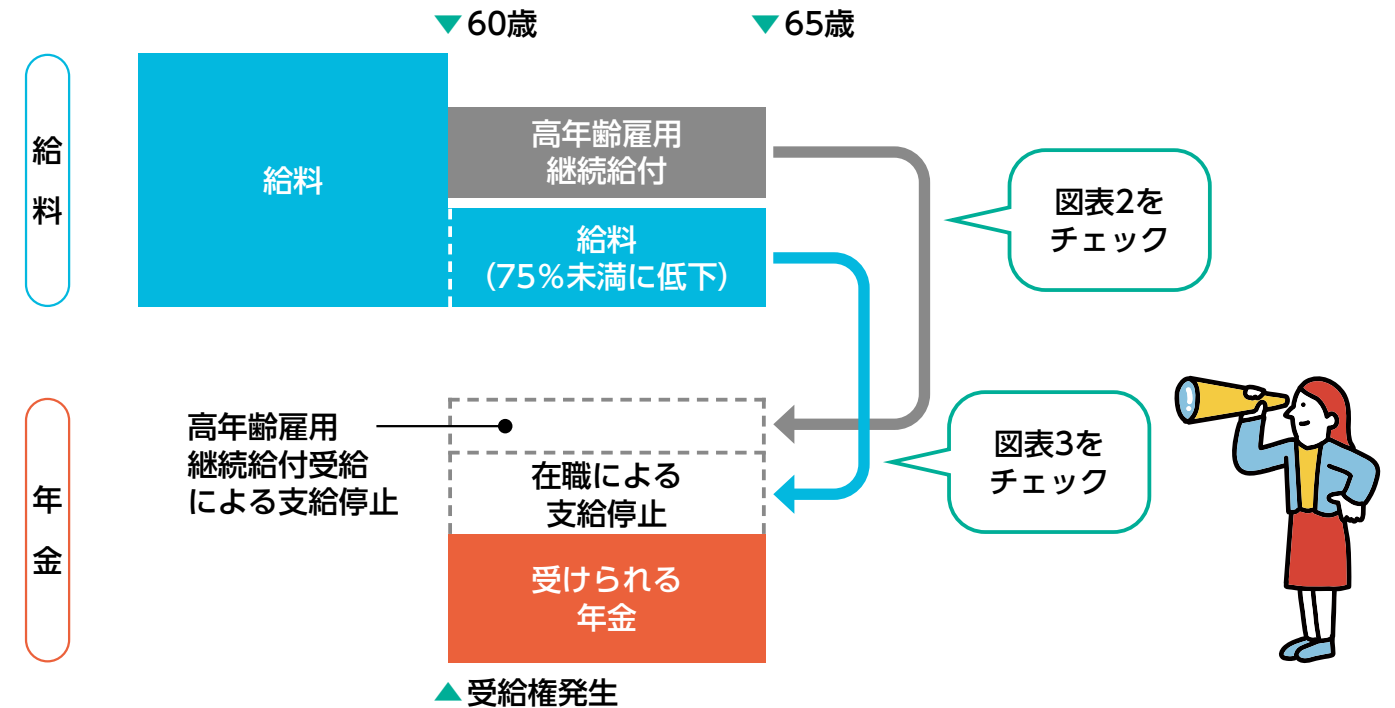 60歳
65歳
給料
給料
高年齢雇用
継続給付
給料
（75％未満に低下）
図表2を
チェック
年金
高年齢雇用
継続給付受給
による支給停止
在職による
支給停止
図表3を
チェック
受けられる
年金
受給権発生